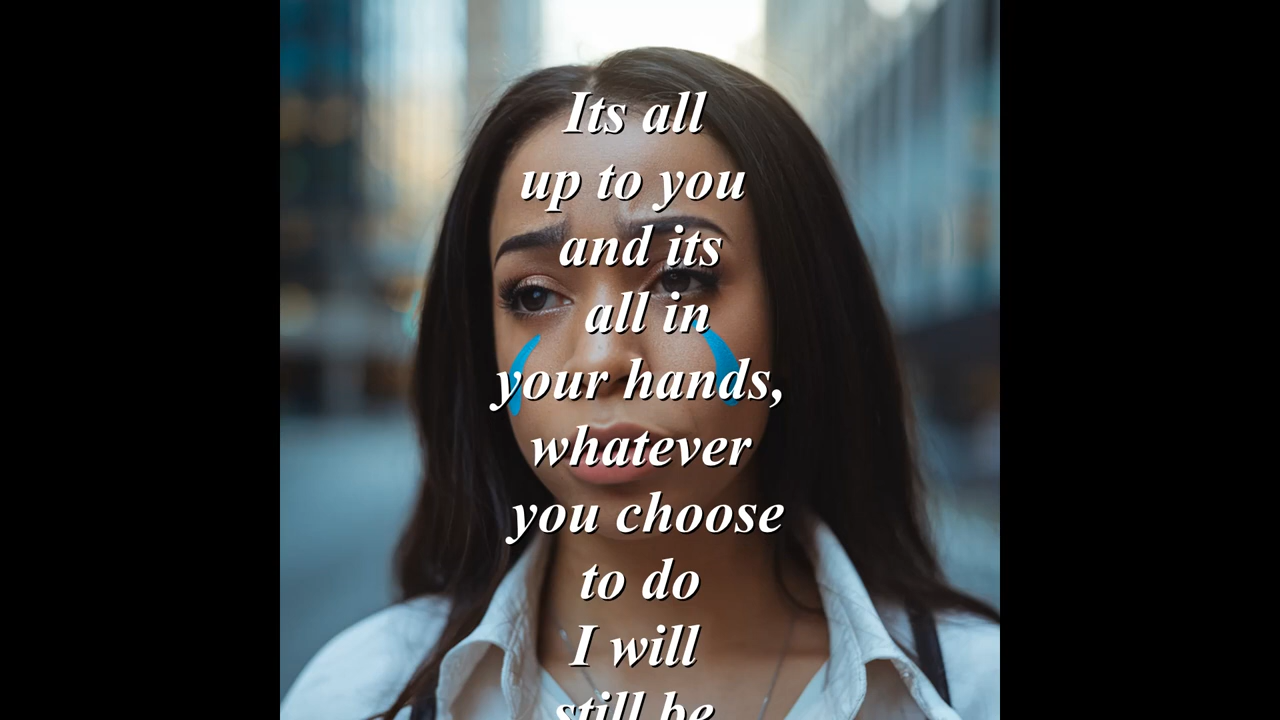 Its all
up to you
and its
all in
your hands,
whatever
you choose
to do
I will
still be